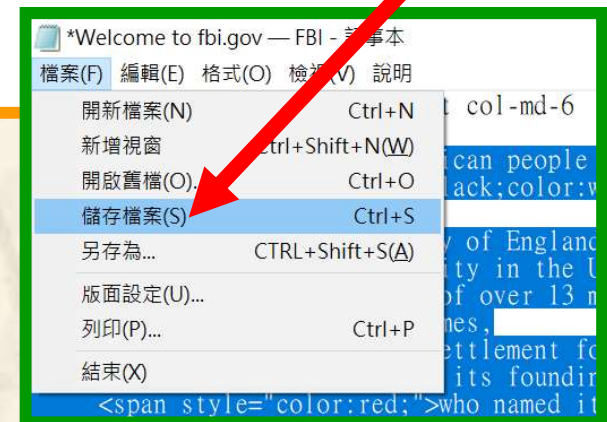 *Welcome to fbi.gov — FBI - 記事本
檔案(F) 編輯(E) 格式(O) 檢視(V) 說明
開新檔案(N) Ctrl+N
col-md-6
新增視窗 Ctrl+Shift+N(W)
can people
開啟舊檔(O)... Ctrl+O
lack;color:w
儲存檔案(S) Ctrl+S
另存為... CTRL+Shift+S(A)
of England
ity in the U
版面設定(U)...
of over 13 m
列印(P)... Ctrl+P
mes,
ettlement fo
結束(X)
its foundin
<span style="color:red;">who named it